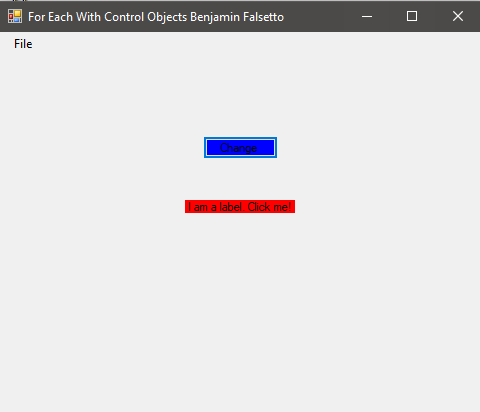 For Each With Control Objects Benjamin Falsetto
File
Change
I am a label. Click me!